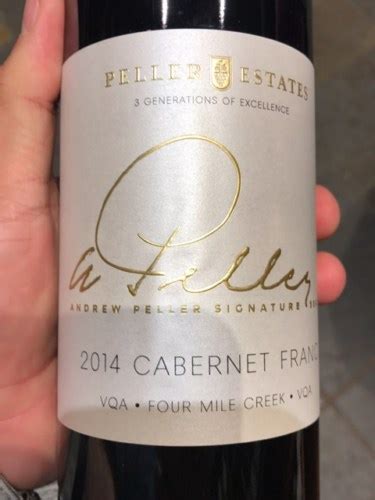 PELLER ESTATES
3 GENERATIONS OF EXCELLENCE
A Peller
ANDREW PELLER SIGNATURE
2014 CABERNET FRANC
VQA • FOUR MILE CREEK • VQA